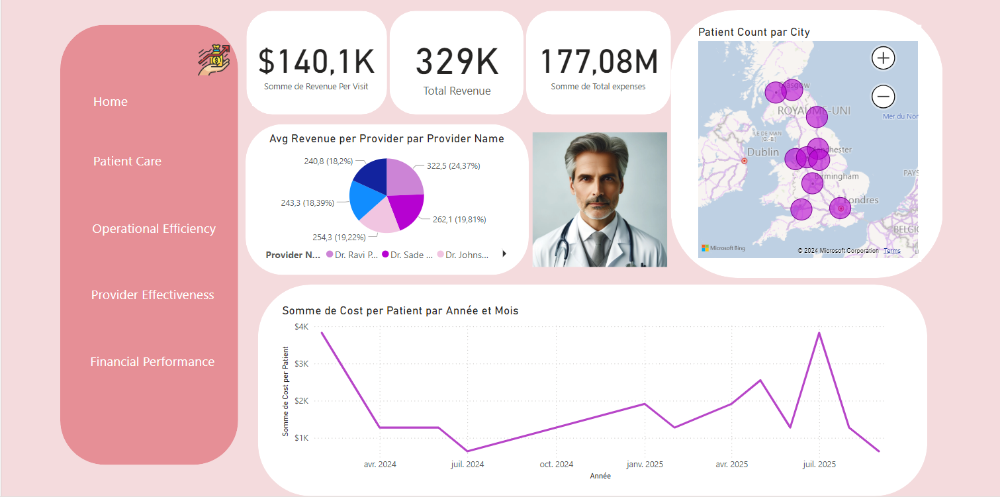 Home
Patient Care
Operational Efficiency
Provider Effectiveness
Financial Performance
$140,1K
Somme de Revenue Per Visit
329K
Total Revenue
177,08M
Somme de Total expenses
Avg Revenue per Provider par Provider Name
240,8 (18,2%)
322,5 (24,37%)
243,3 (18,39%)
262,1 (19,81%)
254,3 (19,22%)
Provider N... Dr. Ravi P... Dr. Sade ... Dr. Johns...
Patient Count par City
Glasgow
ROYAUME-UNI
Mer du Nor
ÎLE DE MAN
(G.-B.)
Dublin
Birmingham
PAYS
Londres
BELGIQ
Microsoft Bing
© 2024 Microsoft Corporation Terms
Somme de Cost per Patient par Année et Mois
Somme de Cost per Patient
$4K
$3K
$2K
$1K
avr. 2024
juil. 2024
oct. 2024
janv. 2025
avr. 2025
juil. 2025
Année